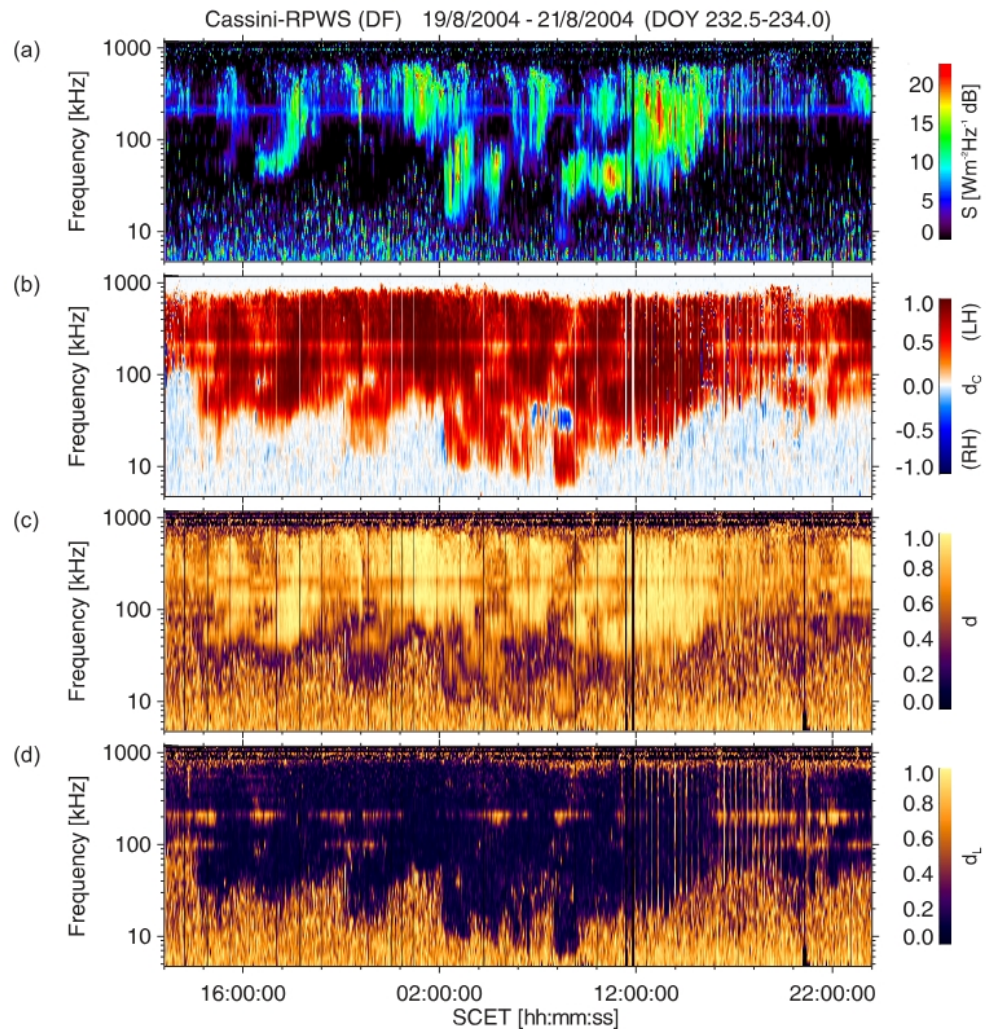 Cassini-RPWS (DF) 19/8/2004 - 21/8/2004 (DOY 232.5-234.0)
(a)
Frequency [kHz]
1000
100
10
20
15
10
5
0
S [Wm⁻²Hz⁻¹ dB]
(b)
Frequency [kHz]
1000
100
10
1.0
0.5
0.0
-0.5
-1.0
(RH) d_C (LH)
(c)
Frequency [kHz]
1000
100
10
1.0
0.8
0.6
0.4
0.2
0.0
d
(d)
Frequency [kHz]
1000
100
10
1.0
0.8
0.6
0.4
0.2
0.0
d_L
16:00:00 02:00:00 12:00:00 22:00:00
SCET [hh:mm:ss]